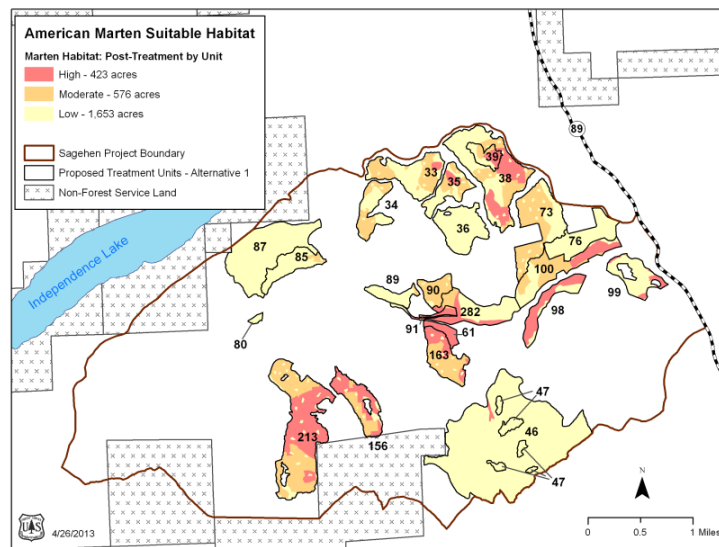 American Marten Suitable Habitat
Marten Habitat: Post-Treatment by Unit
High - 423 acres
Moderate - 576 acres
Low - 1,653 acres
Sagehen Project Boundary
Proposed Treatment Units - Alternative 1
Non-Forest Service Land
89
39
33
35
38
34
36
73
76
87
85
100
Independence Lake
89
90
99
282
98
91
61
80
163
47
46
213
156
47
N
U S
4/26/2013
0 0.5 1 Miles